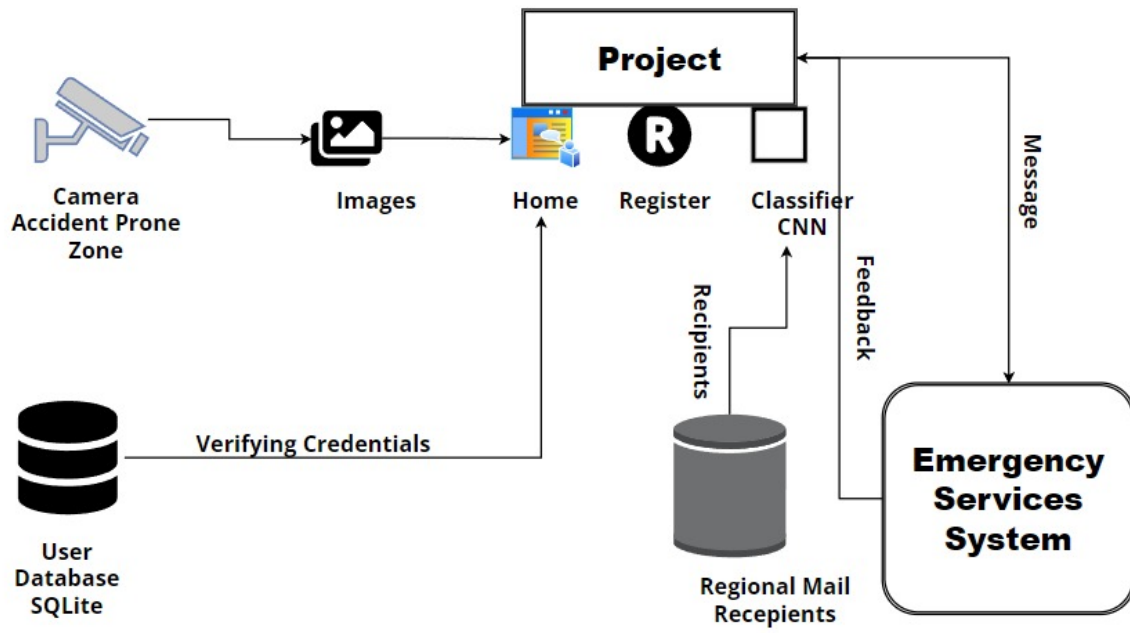 Project
R
Camera
Accident Prone
Zone
Images
Home
Register
Classifier
CNN
Message
Feedback
Recipients
Verifying Credentials
User
Database
SQLite
Regional Mail
Recepients
Emergency
Services
System